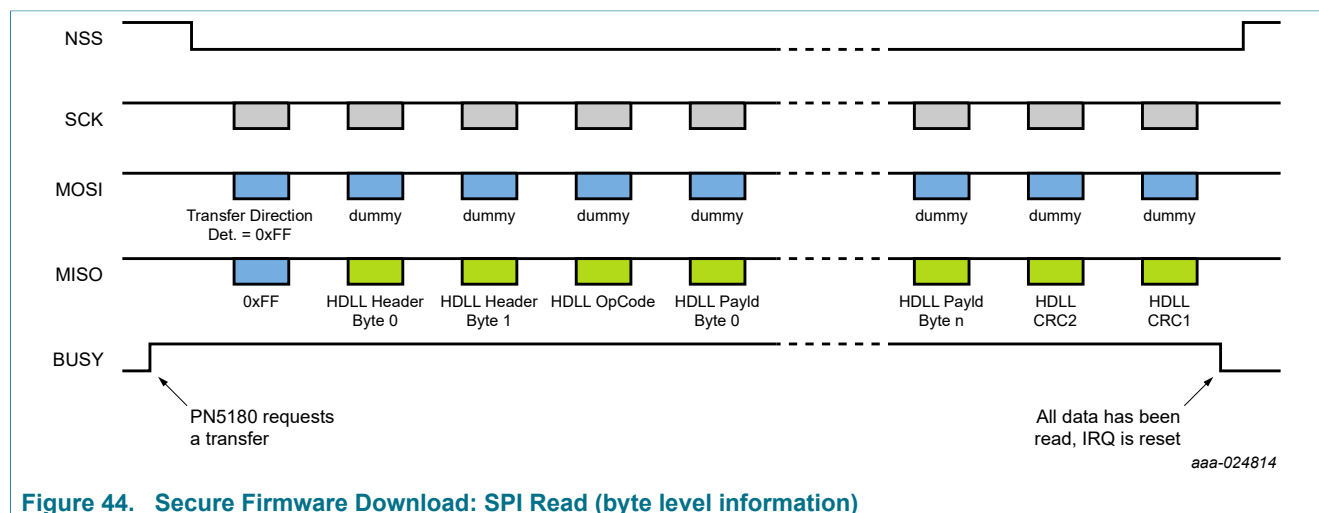 NSS
SCK
MOSI
Transfer Direction
Det. = 0xFF
dummy
dummy
dummy
dummy
dummy
dummy
dummy
MISO
0xFF
HDLL Header
Byte 0
HDLL Header
Byte 1
HDLL OpCode
HDLL Payld
Byte 0
HDLL Payld
Byte n
HDLL
CRC2
HDLL
CRC1
BUSY
PN5180 requests
a transfer
All data has been
read, IRQ is reset
aaa-024814
Figure 44. Secure Firmware Download: SPI Read (byte level information)